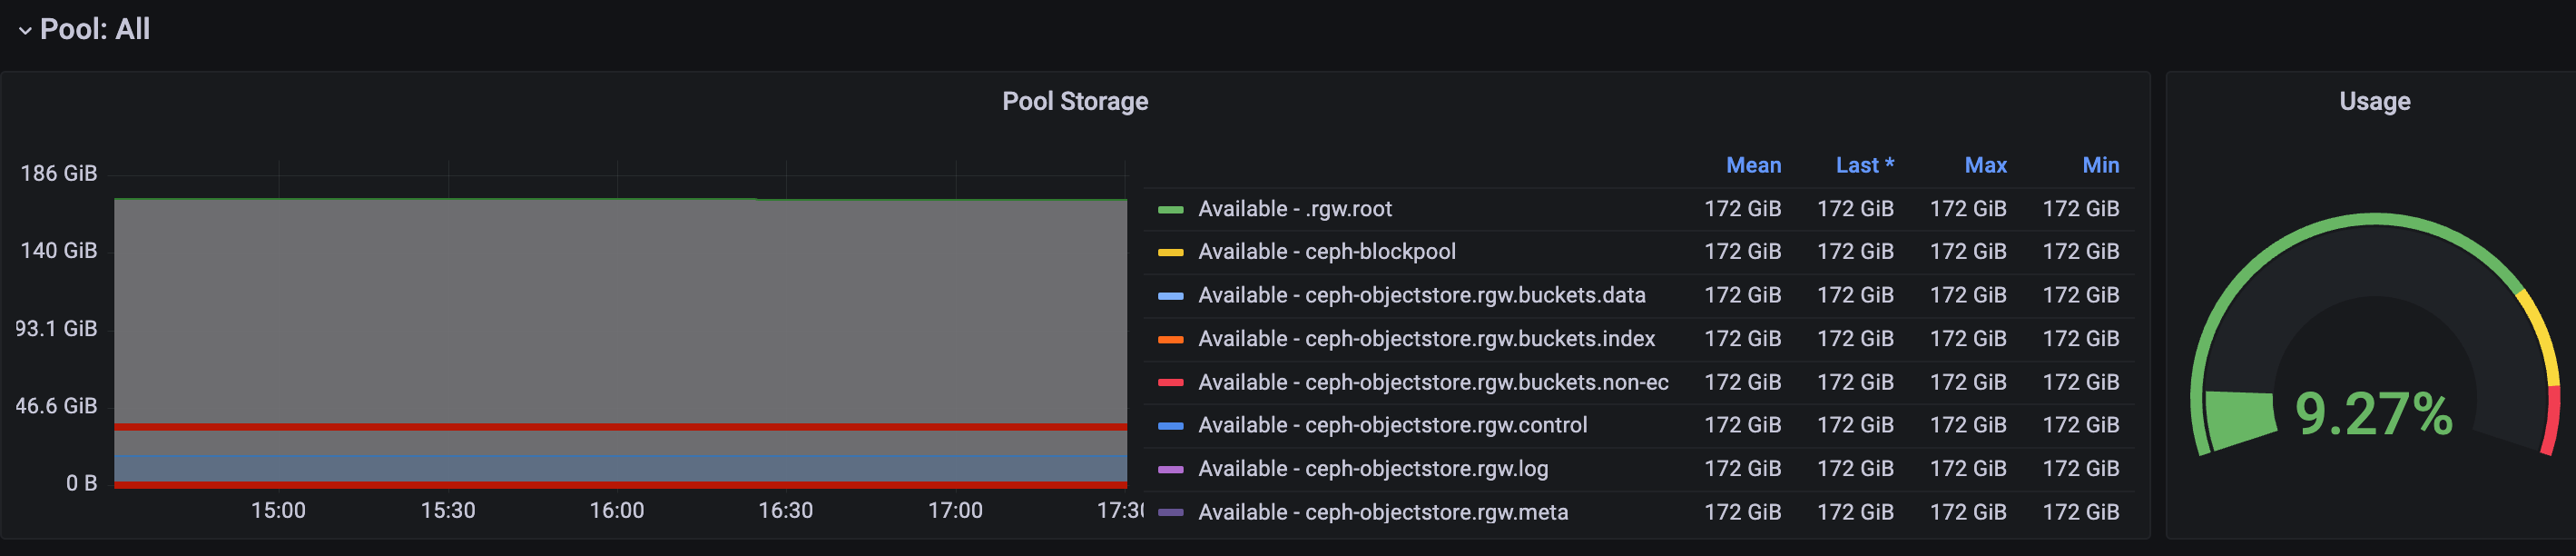 Pool: All
Pool Storage
Usage
186 GiB
140 GiB
93.1 GiB
46.6 GiB
0 B
15:00 15:30 16:00 16:30 17:00 17:30
Mean Last * Max Min
Available - .rgw.root 172 GiB 172 GiB 172 GiB 172 GiB
Available - ceph-blockpool 172 GiB 172 GiB 172 GiB 172 GiB
Available - ceph-objectstore.rgw.buckets.data 172 GiB 172 GiB 172 GiB 172 GiB
Available - ceph-objectstore.rgw.buckets.index 172 GiB 172 GiB 172 GiB 172 GiB
Available - ceph-objectstore.rgw.buckets.non-ec 172 GiB 172 GiB 172 GiB 172 GiB
Available - ceph-objectstore.rgw.control 172 GiB 172 GiB 172 GiB 172 GiB
Available - ceph-objectstore.rgw.log 172 GiB 172 GiB 172 GiB 172 GiB
Available - ceph-objectstore.rgw.meta 172 GiB 172 GiB 172 GiB 172 GiB
9.27%